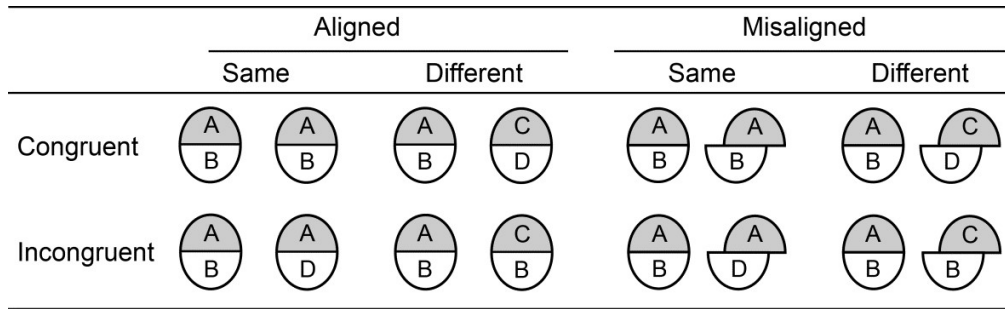 Aligned Misaligned
Same Different Same Different
A A A C A A A C
Congruent
B B B D B B B D
A A A C A A A C
Incongruent
B D B B B D B B